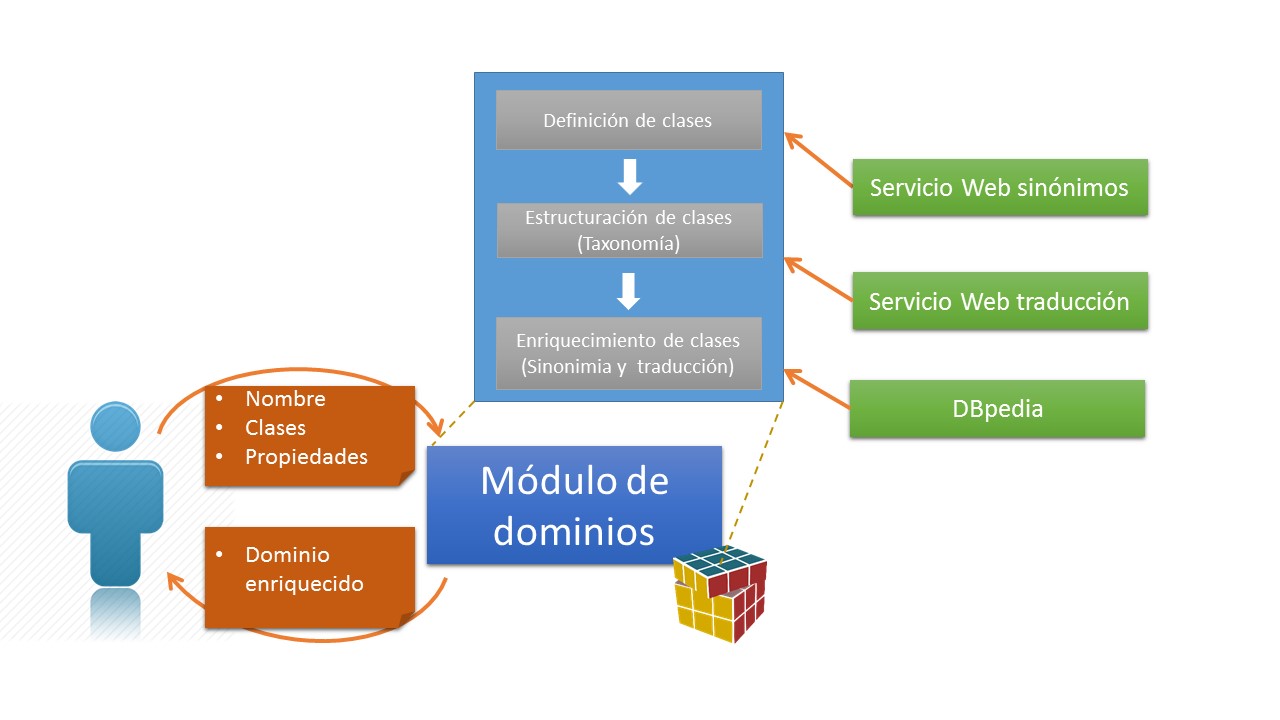 Definición de clases
Estructuración de clases
(Taxonomía)
Enriquecimiento de clases
(Sinonimia y traducción)
Servicio Web sinónimos
Servicio Web traducción
DBpedia
• Nombre
• Clases
• Propiedades
Módulo de
dominios
• Dominio
enriquecido